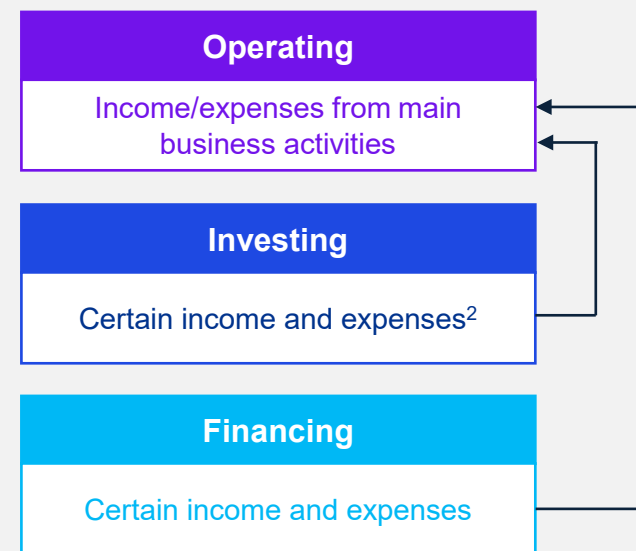 Operating
Income/expenses from main
business activities
Investing
Certain income and expenses²
Financing
Certain income and expenses